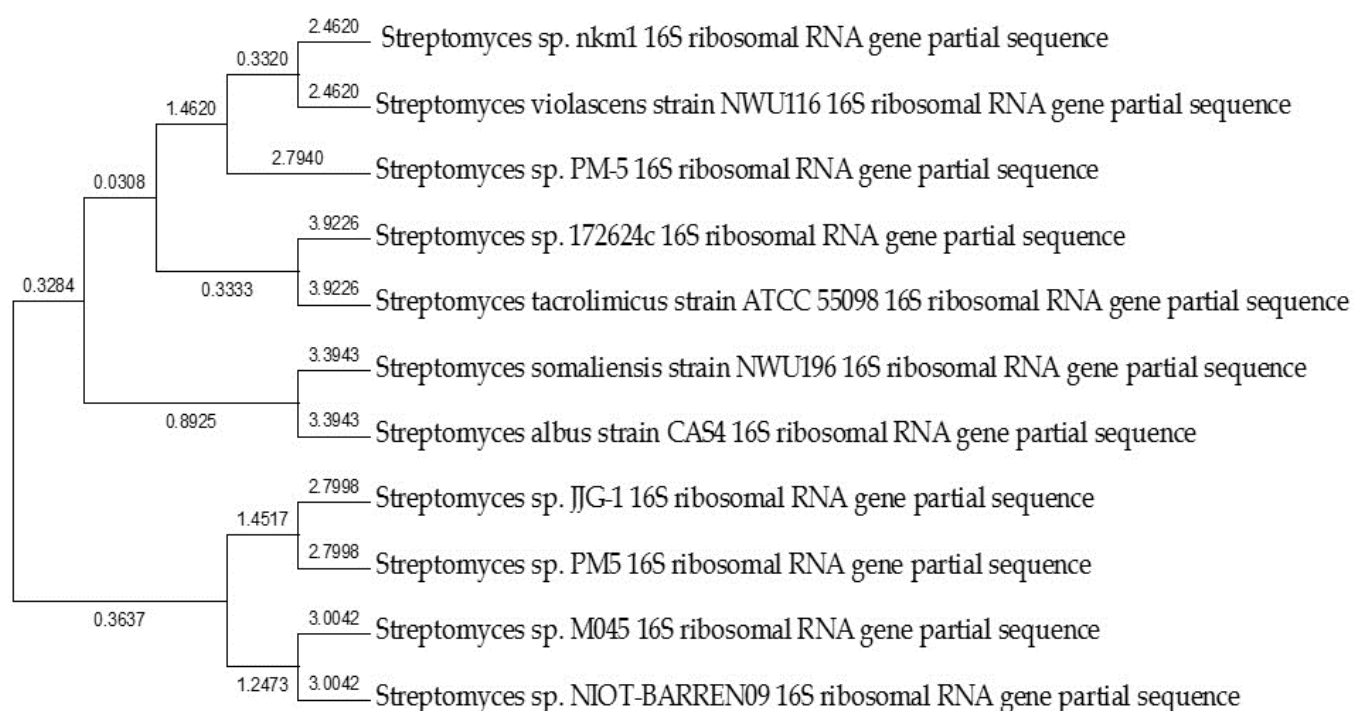 2.4620
Streptomyces sp. nkm1 16S ribosomal RNA gene partial sequence
0.3320
2.4620
Streptomyces violascens strain NWU116 16S ribosomal RNA gene partial sequence
1.4620
2.7940
Streptomyces sp. PM-5 16S ribosomal RNA gene partial sequence
0.0308
3.9226
Streptomyces sp. 172624c 16S ribosomal RNA gene partial sequence
0.3333
3.9226
Streptomyces tacrolimicus strain ATCC 55098 16S ribosomal RNA gene partial sequence
0.3284
3.3943
Streptomyces somaliensis strain NWU196 16S ribosomal RNA gene partial sequence
0.8925
3.3943
Streptomyces albus strain CAS4 16S ribosomal RNA gene partial sequence
2.7998
Streptomyces sp. JJG-1 16S ribosomal RNA gene partial sequence
1.4517
2.7998
Streptomyces sp. PM5 16S ribosomal RNA gene partial sequence
0.3637
3.0042
Streptomyces sp. M045 16S ribosomal RNA gene partial sequence
1.2473
3.0042
Streptomyces sp. NIOT-BARREN09 16S ribosomal RNA gene partial sequence